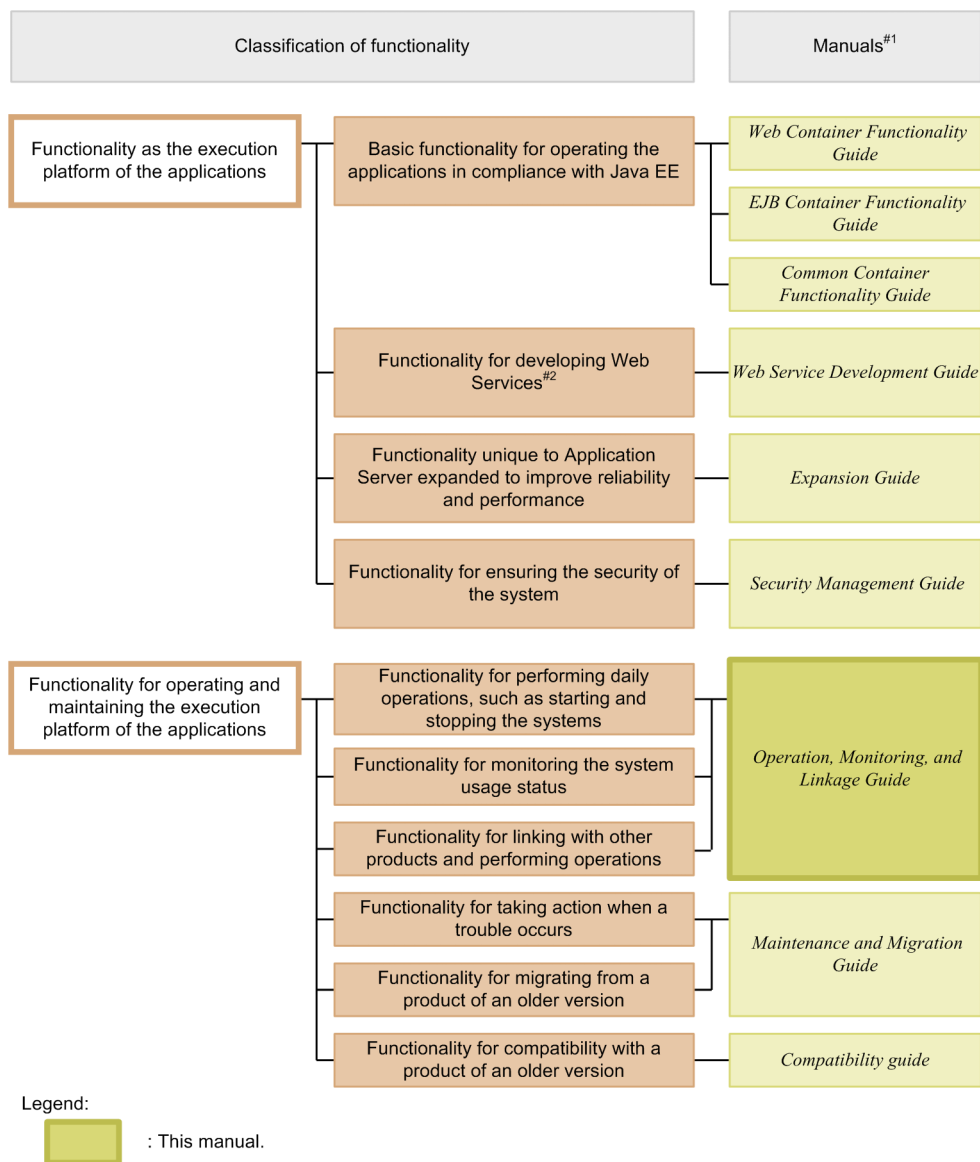 Classification of functionality
Manuals#1
Functionality as the execution
platform of the applications
Basic functionality for operating the
applications in compliance with Java EE
Web Container Functionality
Guide
EJB Container Functionality
Guide
Common Container
Functionality Guide
Functionality for developing Web
Services#2
Web Service Development Guide
Functionality unique to Application
Server expanded to improve reliability
and performance
Expansion Guide
Functionality for ensuring the security of
the system
Security Management Guide
Functionality for operating and
maintaining the execution
platform of the applications
Functionality for performing daily
operations, such as starting and
stopping the systems
Functionality for monitoring the system
usage status
Functionality for linking with other
products and performing operations
Operation, Monitoring, and
Linkage Guide
Functionality for taking action when a
trouble occurs
Functionality for migrating from a
product of an older version
Maintenance and Migration
Guide
Functionality for compatibility with a
product of an older version
Compatibility guide
Legend:
: This manual.